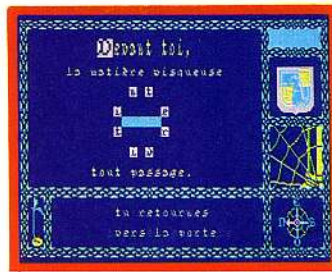 Devant toi,
la matière visqueuse
tout passage.
tu retournes
vers la porte